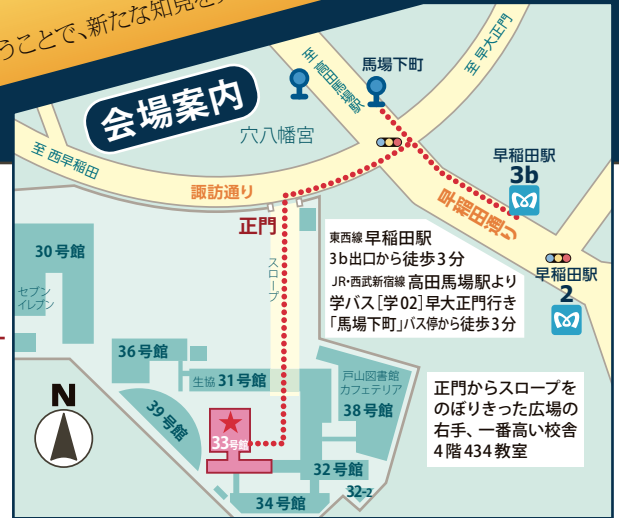 うことで、新たな知見を
会場案内
至 高田馬場駅
馬場下町
至 早大正門
穴八幡宮
至 西早稲田
諏訪通り
早稲田駅
3b
早稲田通り
正門
東西線 早稲田駅
3b出口から徒歩3分
JR・西武新宿線 高田馬場駅より
学バス[学02]早大正門行き
「馬場下町」バス停から徒歩3分
早稲田駅
2
30号館
セブン
イレブン
スロープ
36号館
生協 31号館
戸山図書館
カフェテリア
38号館
39号館
33号館
正門からスロープを
のぼりきった広場の
右手、一番高い校舎
4階434教室
N
32号館
32-2
34号館